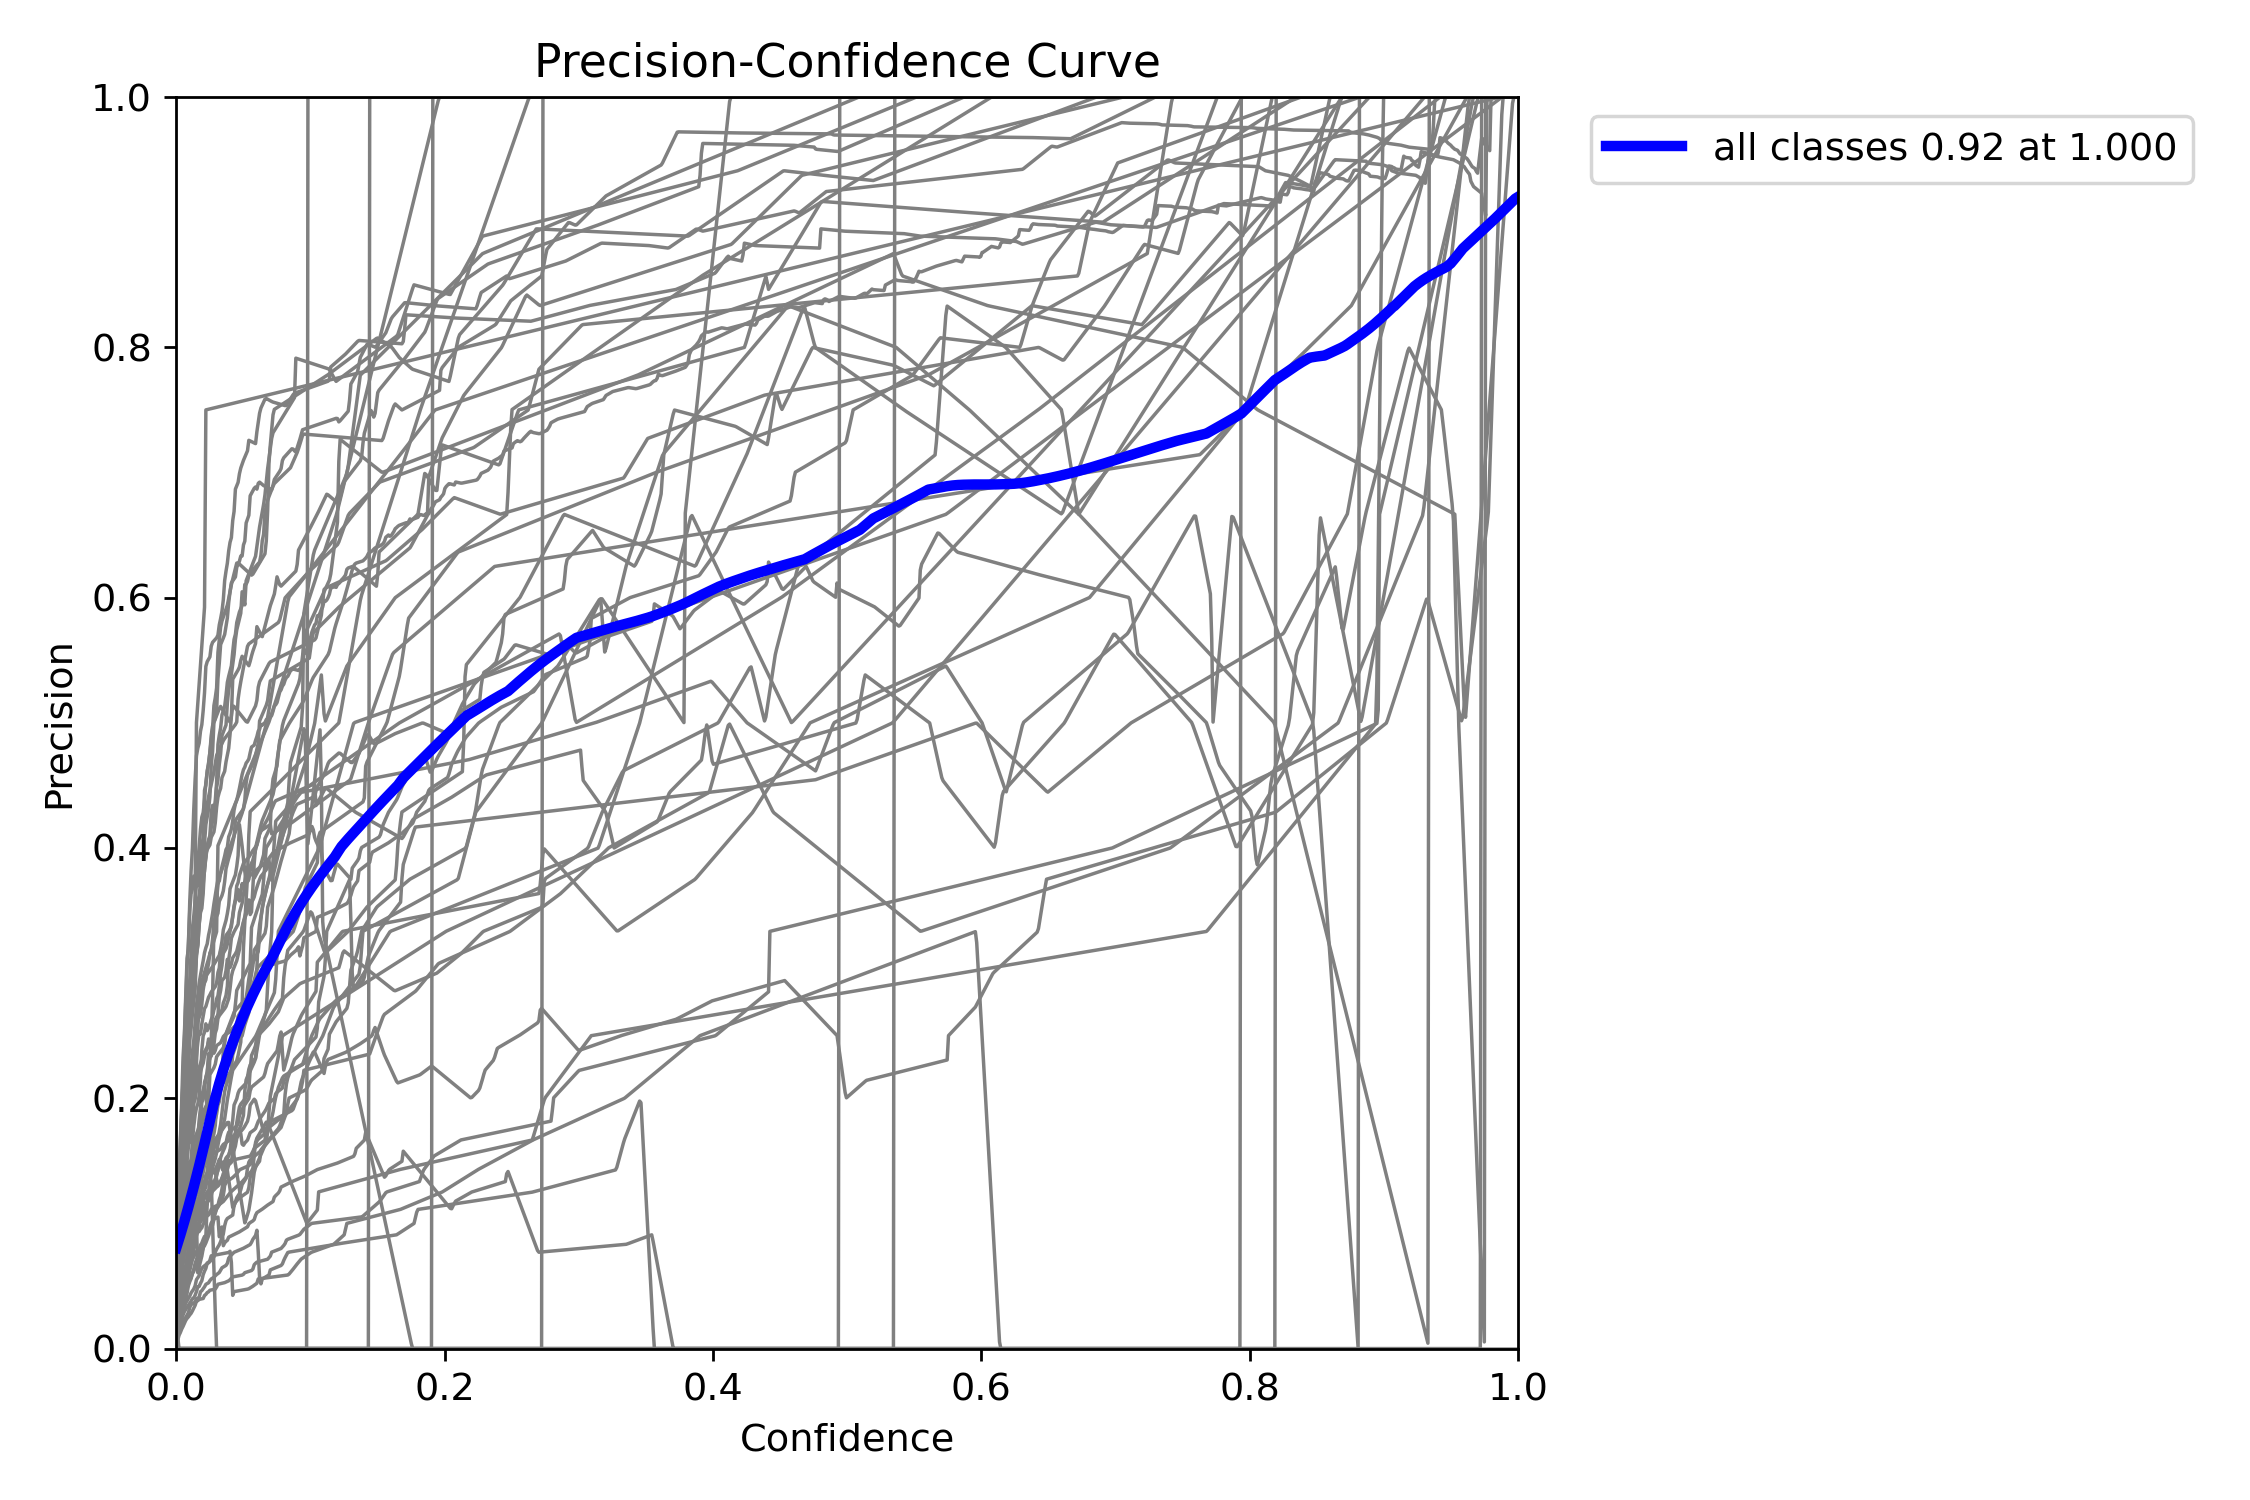 Precision-Confidence Curve
all classes 0.92 at 1.000
1.0
0.8
0.6
0.4
0.2
0.0
Precision
0.0 0.2 0.4 0.6 0.8 1.0
Confidence